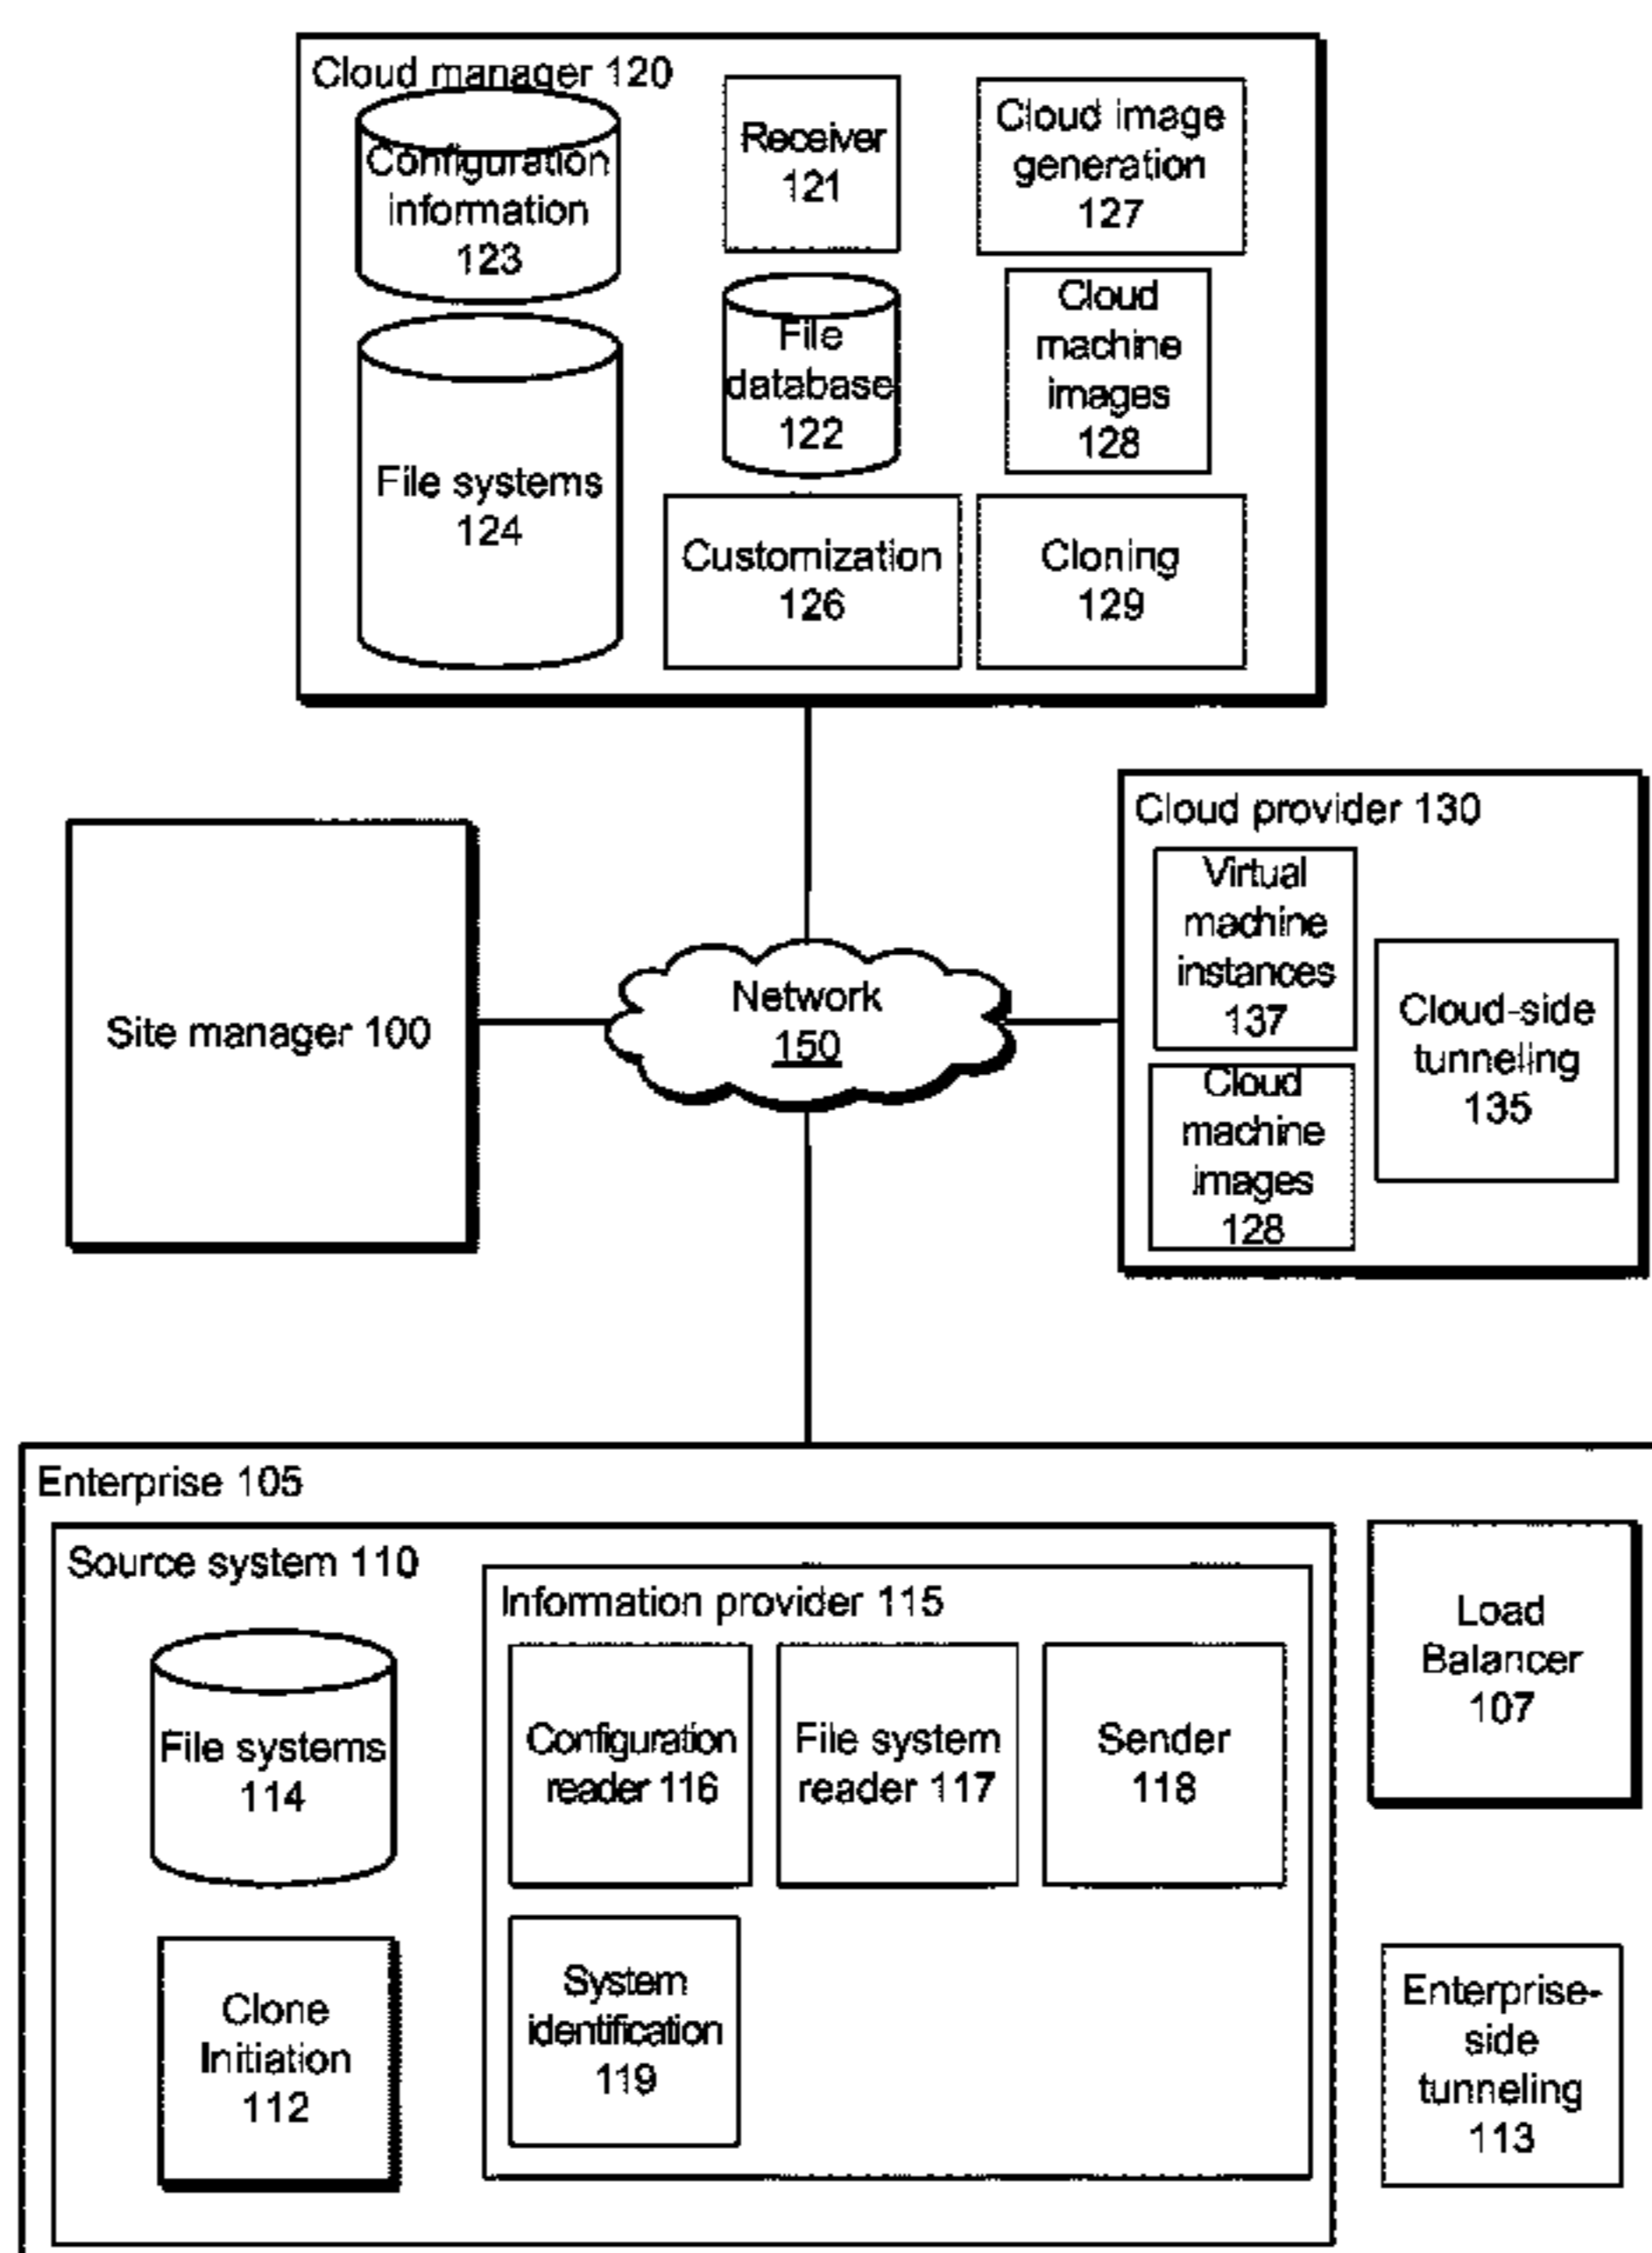 Cloud manager 120
Configuration
information
123
Receiver
121
Cloud image
generation
127
File systems
124
File
database
122
Cloud
machine
images
128
Customization
126
Cloning
129
Site manager 100
Network
150
Cloud provider 130
Virtual
machine
instances
137
Cloud
machine
images
128
Cloud-side
tunneling
135
Enterprise 105
Source system 110
File systems
114
Clone
Initiation
112
Information provider 115
Configuration
reader 116
File system
reader 117
Sender
118
System
identification
119
Load
Balancer
107
Enterprise-
side
tunneling
113